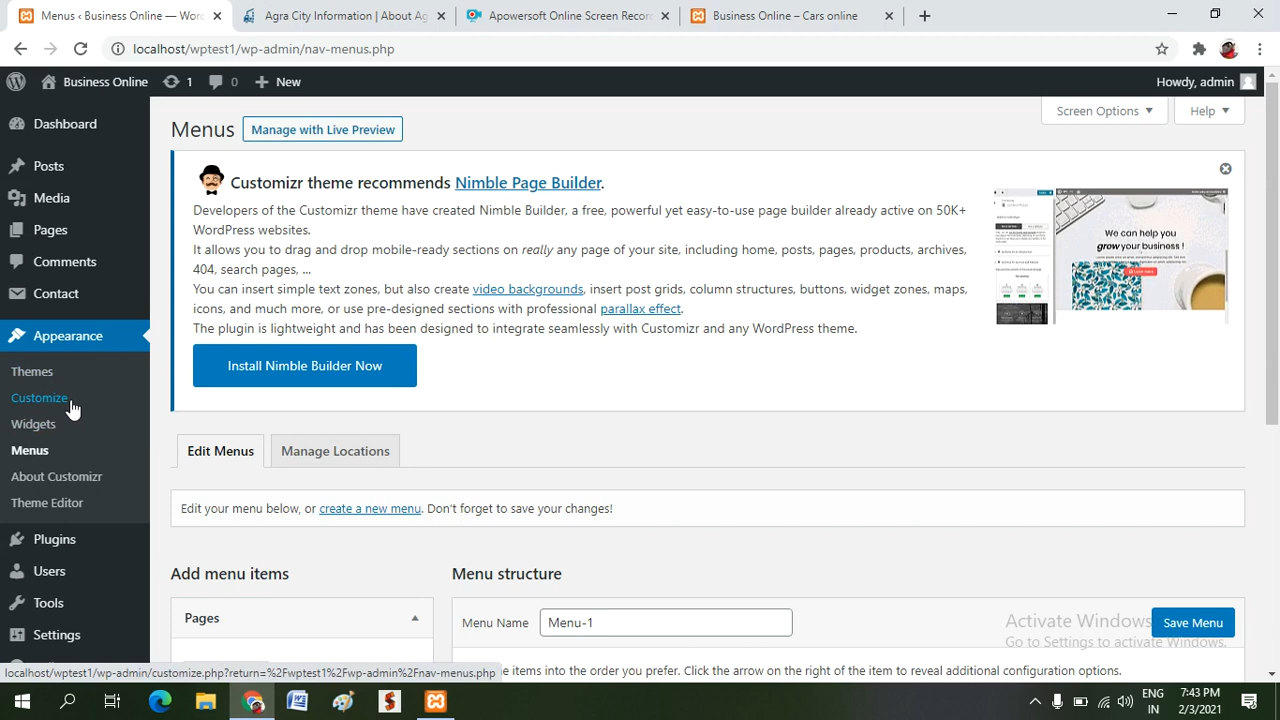 Menus ‹ Business Online — Wor
Agra City Information | About Ag
Apowersoft Online Screen Recor
Business Online – Cars online
localhost/wptest1/wp-admin/nav-menus.php
Business Online
1
0
New
Howdy, admin
Dashboard
Posts
Media
Pages
Comments
Contact
Appearance
Themes
Customize
Widgets
Menus
About Customizr
Theme Editor
Plugins
Users
Tools
Settings
Screen Options
Help
Menus
Manage with Live Preview
Customizr theme recommends Nimble Page Builder.
Developers of the Customizr theme have created Nimble Builder, a free, powerful yet easy-to-use page builder already active on 50K+
WordPress websites.
It allows you to drag and drop mobile-ready sections on really any page of your site, including home, posts, pages, products, archives,
404, search pages, ...
You can insert simple text zones, but also create video backgrounds, insert post grids, column structures, buttons, widget zones, maps,
icons, and much more, or use pre-designed sections with professional parallax effect.
The plugin is lightweight and has been designed to integrate seamlessly with Customizr and any WordPress theme.
We can help you
grow your business !
Install Nimble Builder Now
Edit Menus
Manage Locations
Edit your menu below, or create a new menu. Don't forget to save your changes!
Add menu items
Menu structure
Pages
Menu Name
Menu-1
Save Menu
Activate Windows
Go to Settings to activate Windows.
e items into the order you prefer. Click the arrow on the right of the item to reveal additional configuration options.
localhost/wptest1/wp-admin/customize.php?return=%2Fwptest1%2Fwp-admin%2Fnav-menus.php
ENG
IN
7:43 PM
2/3/2021